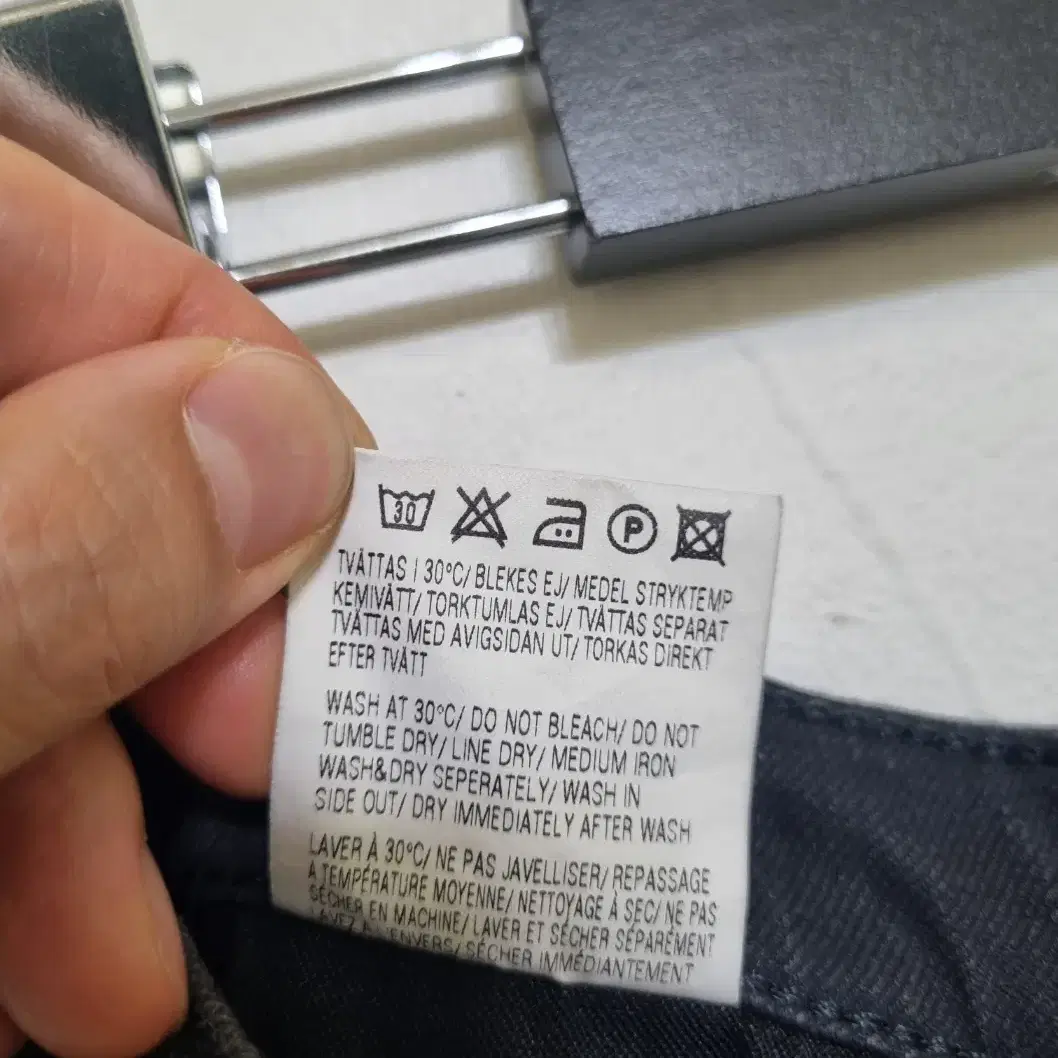 30 P
TVÄTTAS I 30°C/ BLEKES EJ/ MEDEL STRYKTEMP
KEMIVÄTT/ TORKTUMLAS EJ/ TVÄTTAS SEPARAT
TVÄTTAS MED AVIGSIDAN UT/ TORKAS DIREKT
EFTER TVÄTT
WASH AT 30°C/ DO NOT BLEACH/ DO NOT
TUMBLE DRY/ LINE DRY/ MEDIUM IRON
WASH&DRY SEPERATELY/ WASH IN
SIDE OUT/ DRY IMMEDIATELY AFTER WASH
LAVER À 30°C/ NE PAS JAVELLISER/ REPASSAGE
A TEMPÉRATURE MOYENNE/ NETTOYAGE À SEC/ NE PAS
SÉCHER EN MACHINE/ LAVER ET SÉCHER SÉPARÉMENT
LAVEZ À L'ENVERS/ SÉCHER IMMÉDIANTEMENT